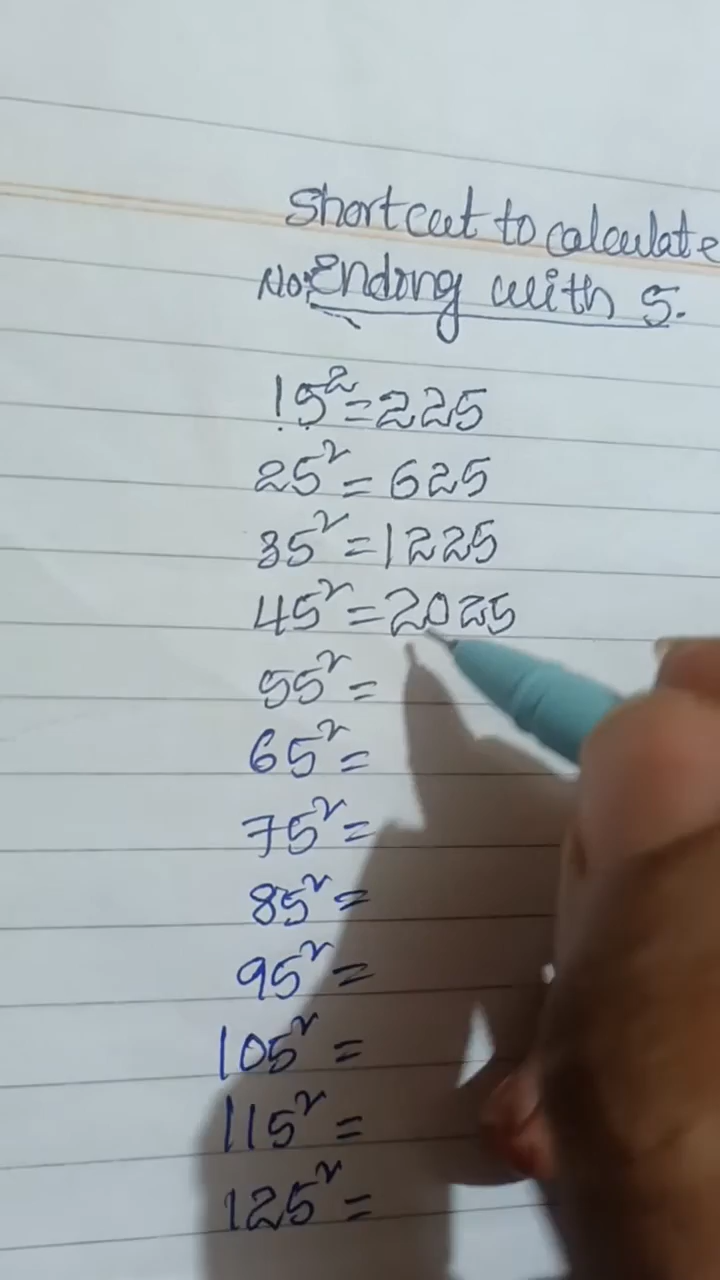 Shortcut to calculate
No: Ending with 5.
15² = 225
25² = 625
35² = 1225
45² = 2025
55² =
65² =
75² =
85² =
95² =
105² =
115² =
125² =